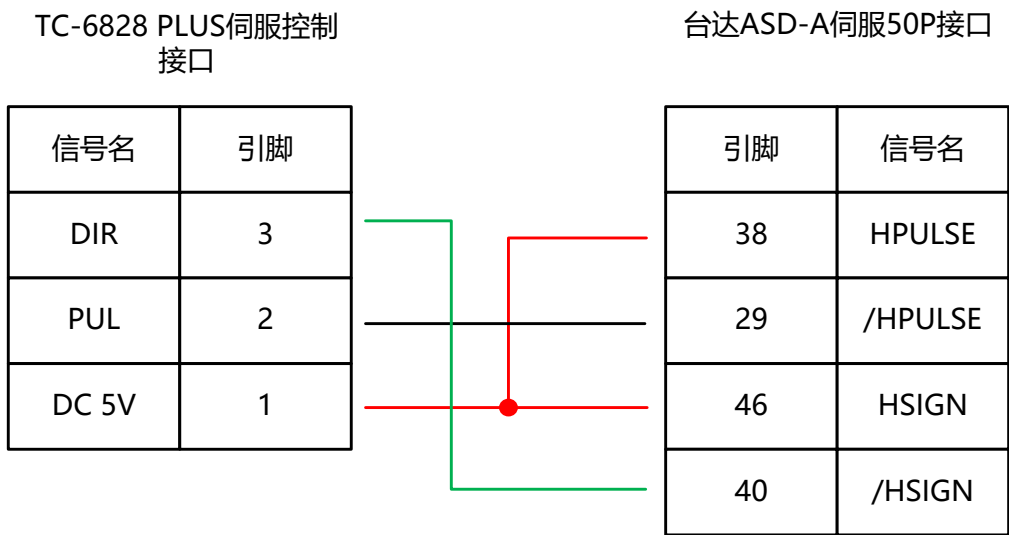 TC-6828 PLUS伺服控制
接口
台达ASD-A伺服50P接口
信号名 引脚
DIR 3
PUL 2
DC 5V 1
引脚 信号名
38 HPULSE
29 /HPULSE
46 HSIGN
40 /HSIGN